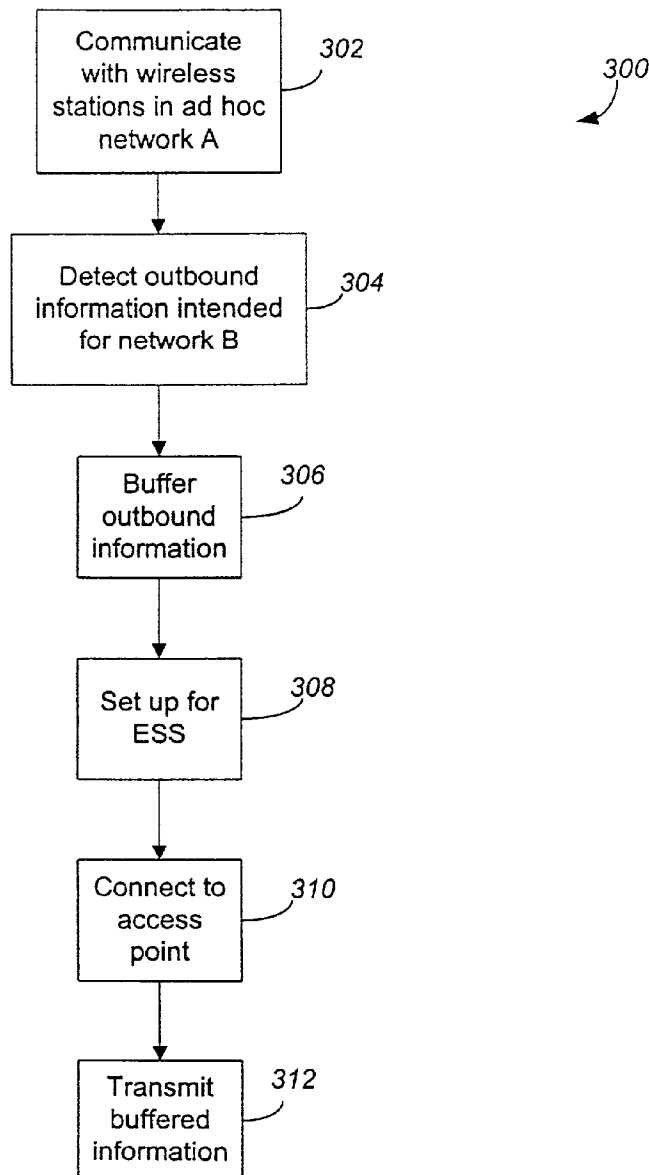 Communicate
with wireless
stations in ad hoc
network A
302
300
Detect outbound
information intended
for network B
304
Buffer
outbound
information
306
Set up for
ESS
308
Connect to
access
point
310
Transmit
buffered
information
312